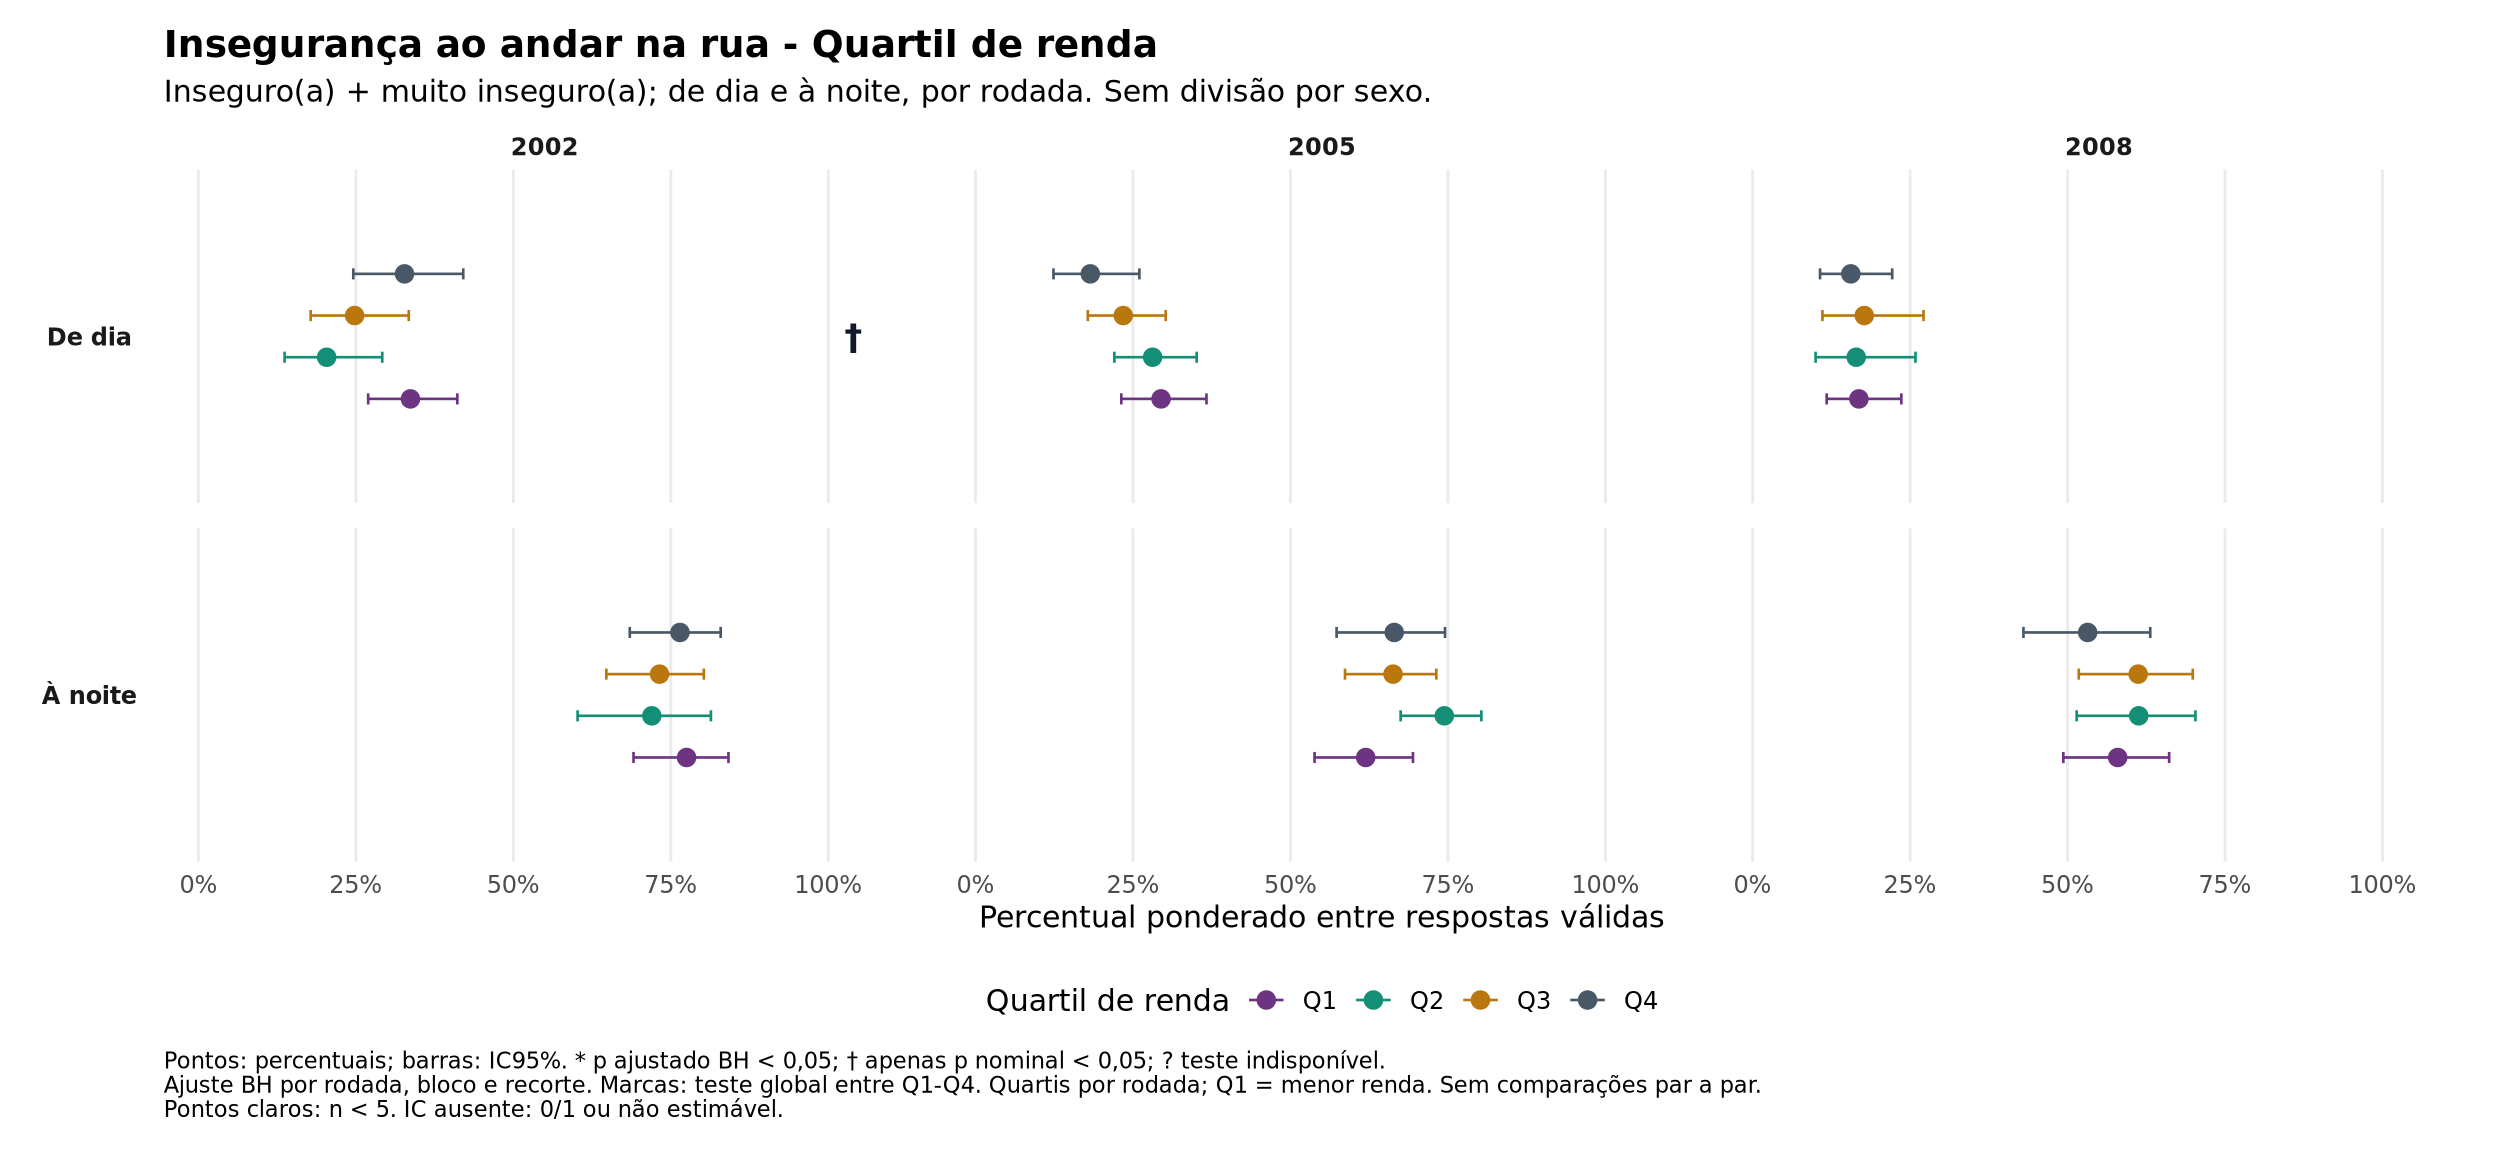 Insegurança ao andar na rua - Quartil de renda
Inseguro(a) + muito inseguro(a); de dia e à noite, por rodada. Sem divisão por sexo.
2002 2005 2008
De dia
†
À noite
0% 25% 50% 75% 100% 0% 25% 50% 75% 100% 0% 25% 50% 75% 100%
Percentual ponderado entre respostas válidas
Quartil de renda Q1 Q2 Q3 Q4
Pontos: percentuais; barras: IC95%. * p ajustado BH < 0,05; † apenas p nominal < 0,05; ? teste indisponível.
Ajuste BH por rodada, bloco e recorte. Marcas: teste global entre Q1-Q4. Quartis por rodada; Q1 = menor renda. Sem comparações par a par.
Pontos claros: n < 5. IC ausente: 0/1 ou não estimável.